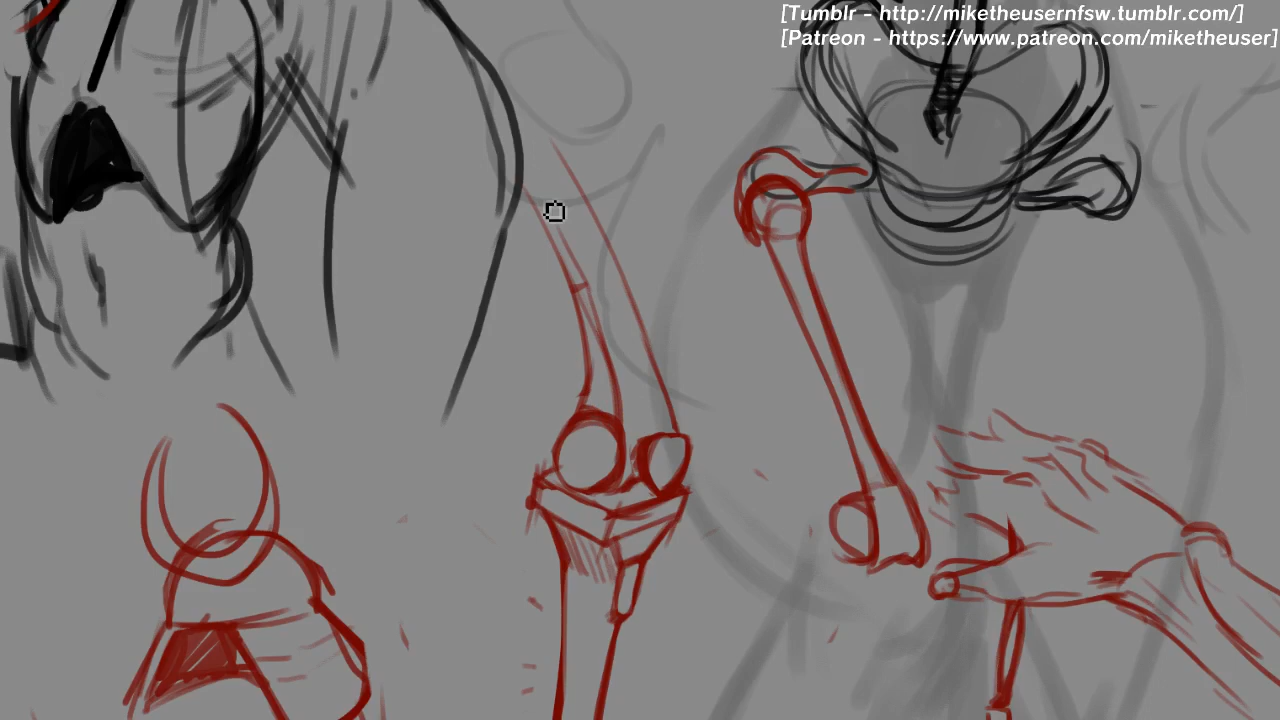 [Tumblr - http://miketheusernfsw.tumblr.com/]
[Patreon - https://www.patreon.com/miketheuser]